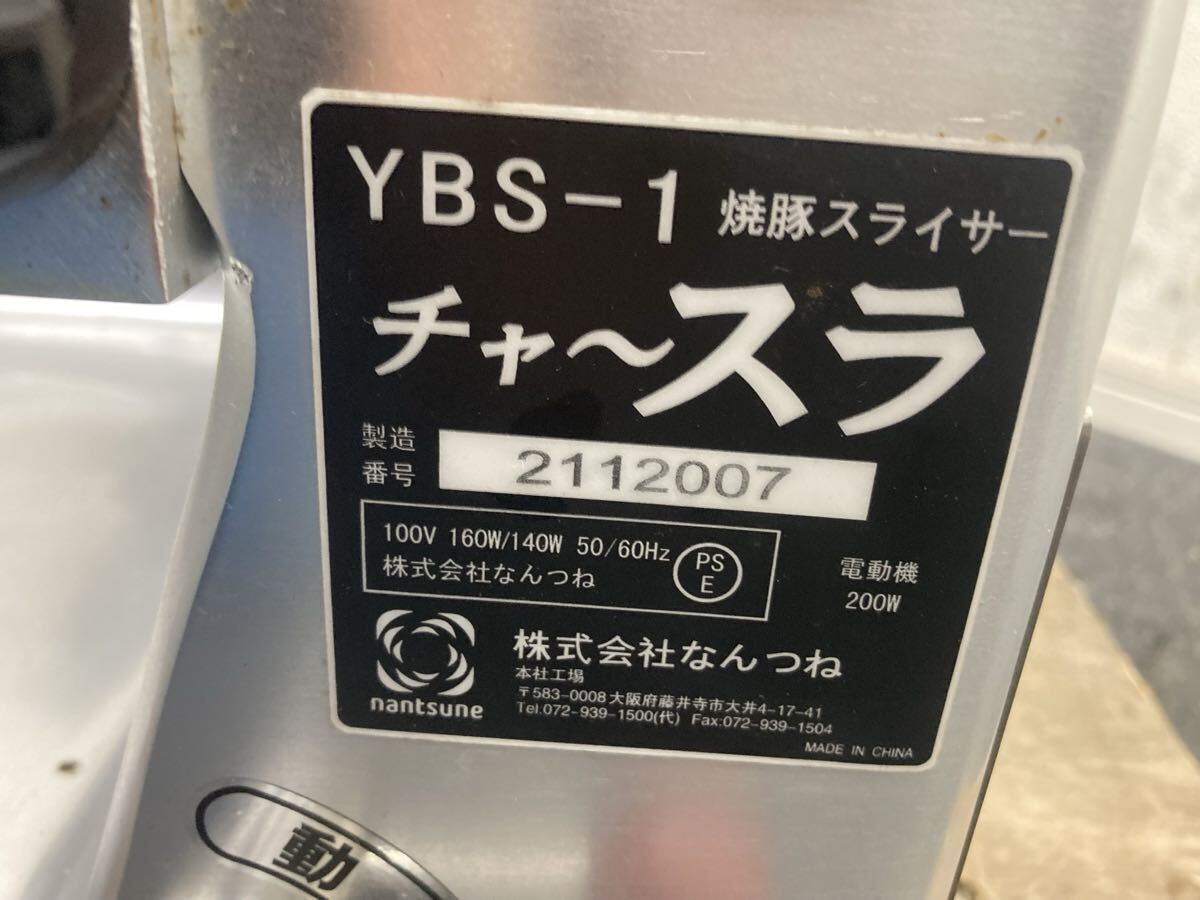 YBS-1 焼豚スライサー
チャ〜スラ
製造
番号
2112007
100V 160W/140W 50/60Hz
株式会社なんつね
PS
E
電動機
200W
nantsune
株式会社なんつね
本社工場
〒583-0008 大阪府藤井寺市大井4-17-41
Tel.072-939-1500(代) Fax:072-939-1504
MADE IN CHINA
動